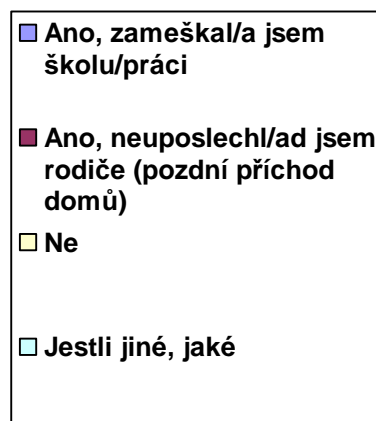 Ano, zameškal/a jsem
školu/práci
Ano, neuposlechl/ad jsem
rodiče (pozdní příchod
domů)
Ne
Jestli jiné, jaké